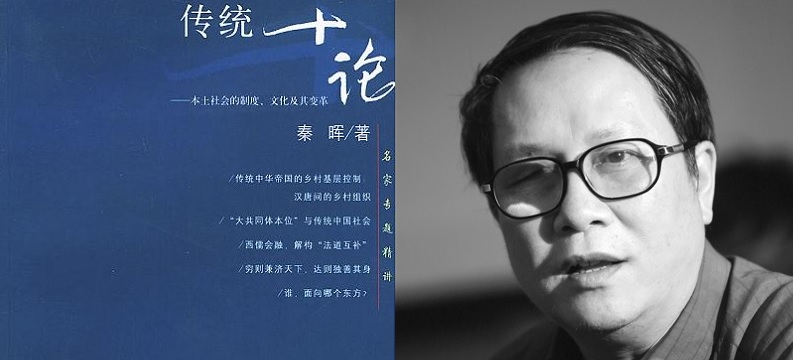 传统十论
——本土社会的制度、文化及其变革
秦 晖/著
名家专题精讲
/传统中华帝国的乡村基层控制:
汉唐间的乡村组织
/“大共同体本位”与传统中国社会
/西儒会融，解构“法道互补”
/穷则兼济天下，达则独善其身
/谁，面向哪个东方?